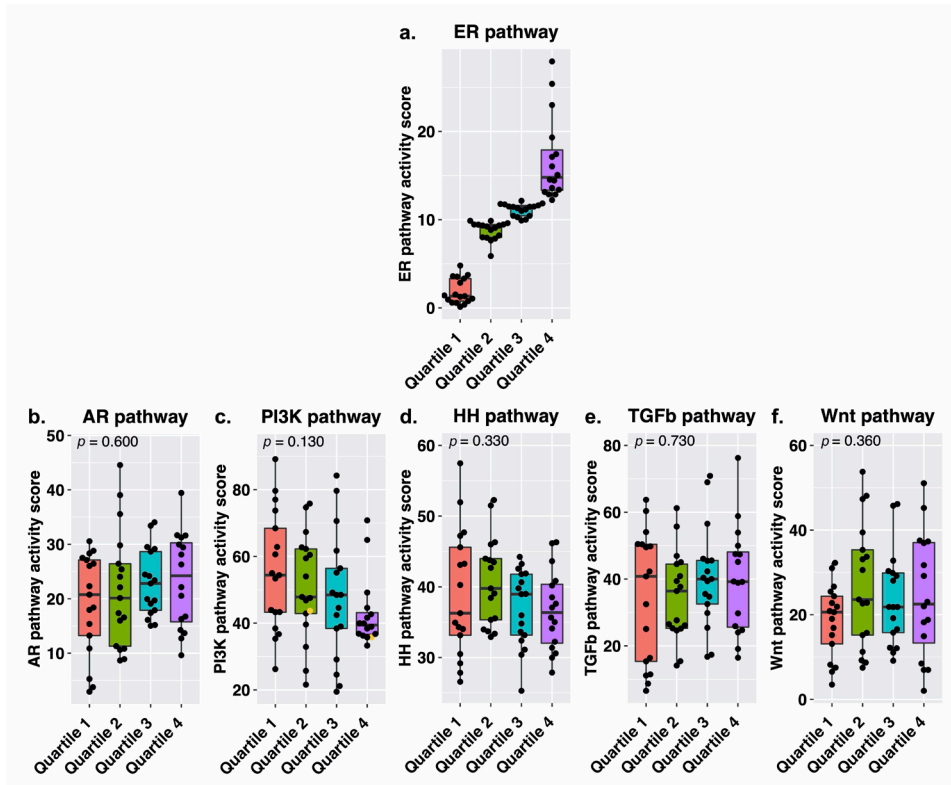 a. ER pathway
ER pathway activity score
20
10
0
Quartile 1
Quartile 2
Quartile 3
Quartile 4
b. AR pathway
p = 0.600
AR pathway activity score
50
40
30
20
10
Quartile 1
Quartile 2
Quartile 3
Quartile 4
c. PI3K pathway
p = 0.130
PI3K pathway activity score
80
60
40
20
Quartile 1
Quartile 2
Quartile 3
Quartile 4
d. HH pathway
p = 0.330
HH pathway activity score
60
50
40
30
Quartile 1
Quartile 2
Quartile 3
Quartile 4
e. TGFb pathway
p = 0.730
TGFb pathway activity score
80
60
40
20
Quartile 1
Quartile 2
Quartile 3
Quartile 4
f. Wnt pathway
p = 0.360
Wnt pathway activity score
60
40
20
0
Quartile 1
Quartile 2
Quartile 3
Quartile 4